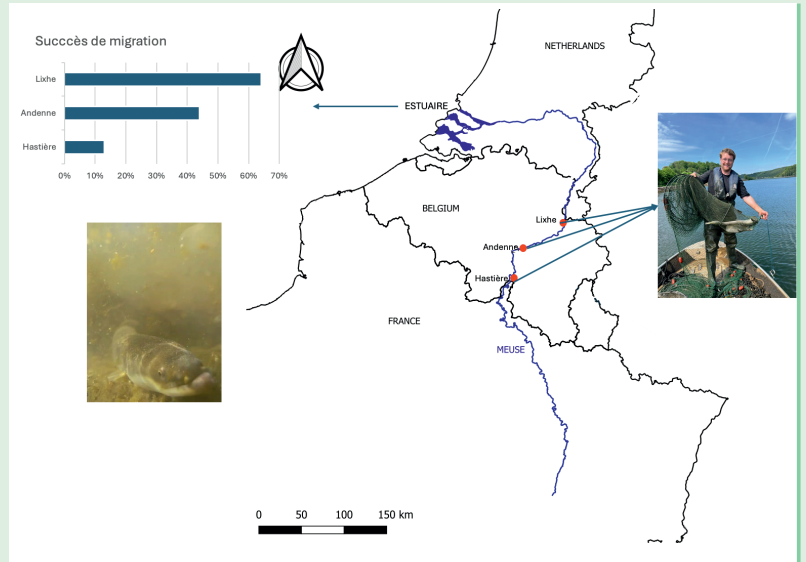 Succcès de migration
Lixhe
Andenne
Hastière
0% 10% 20% 30% 40% 50% 60% 70%
NETHERLANDS
ESTUAIRE
BELGIUM
Lixhe
Andenne
Hastière
FRANCE
MEUSE
0 50 100 150 km